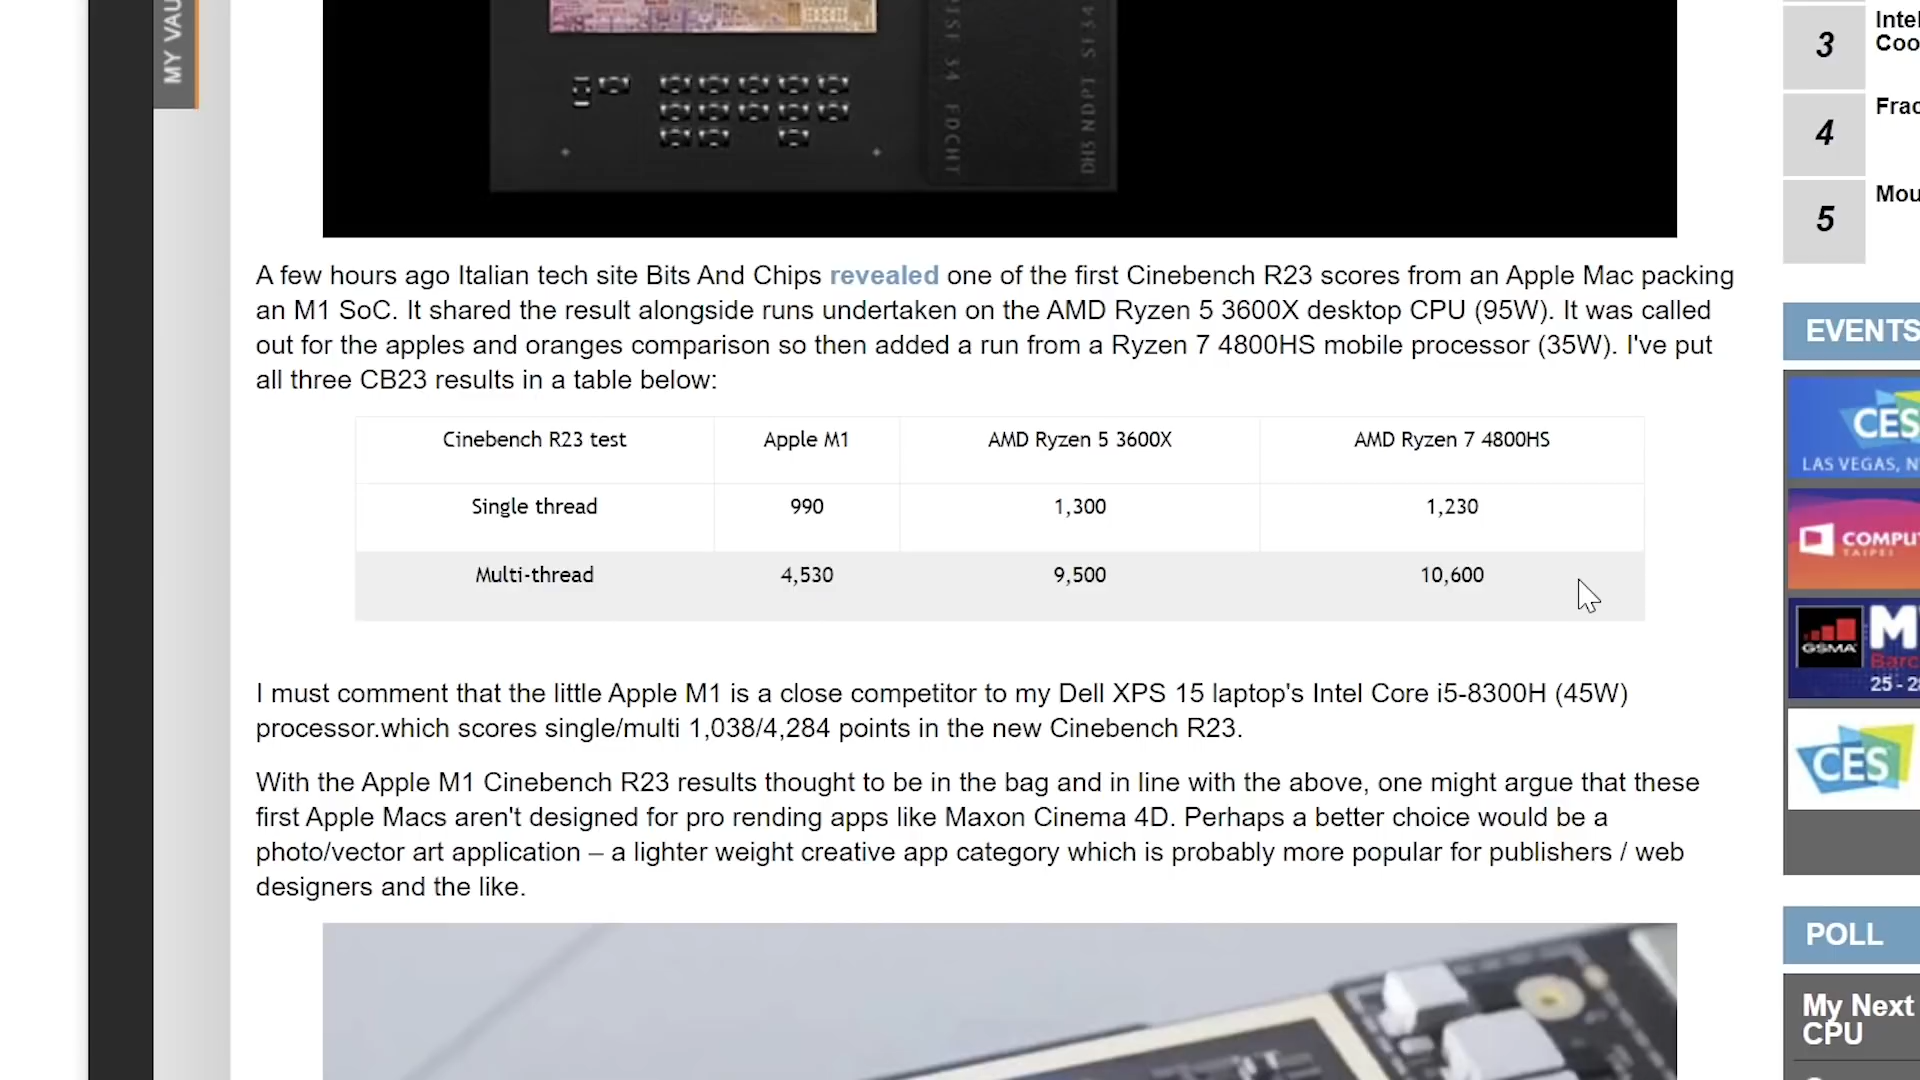 MY VAU
3
Intel
Coo
4
Frac
5
Mou
FDCHT
DHS NDPT SF54
A few hours ago Italian tech site Bits And Chips revealed one of the first Cinebench R23 scores from an Apple Mac packing
an M1 SoC. It shared the result alongside runs undertaken on the AMD Ryzen 5 3600X desktop CPU (95W). It was called
out for the apples and oranges comparison so then added a run from a Ryzen 7 4800HS mobile processor (35W). I've put
all three CB23 results in a table below:
Cinebench R23 test Apple M1 AMD Ryzen 5 3600X AMD Ryzen 7 4800HS
Single thread 990 1,300 1,230
Multi-thread 4,530 9,500 10,600
I must comment that the little Apple M1 is a close competitor to my Dell XPS 15 laptop's Intel Core i5-8300H (45W)
processor.which scores single/multi 1,038/4,284 points in the new Cinebench R23.
With the Apple M1 Cinebench R23 results thought to be in the bag and in line with the above, one might argue that these
first Apple Macs aren't designed for pro rending apps like Maxon Cinema 4D. Perhaps a better choice would be a
photo/vector art application – a lighter weight creative app category which is probably more popular for publishers / web
designers and the like.
EVENTS
CES
LAS VEGAS, N
COMPU
TAIPEI
GSMA
M
Barc
25 - 2
CES
POLL
My Next
CPU